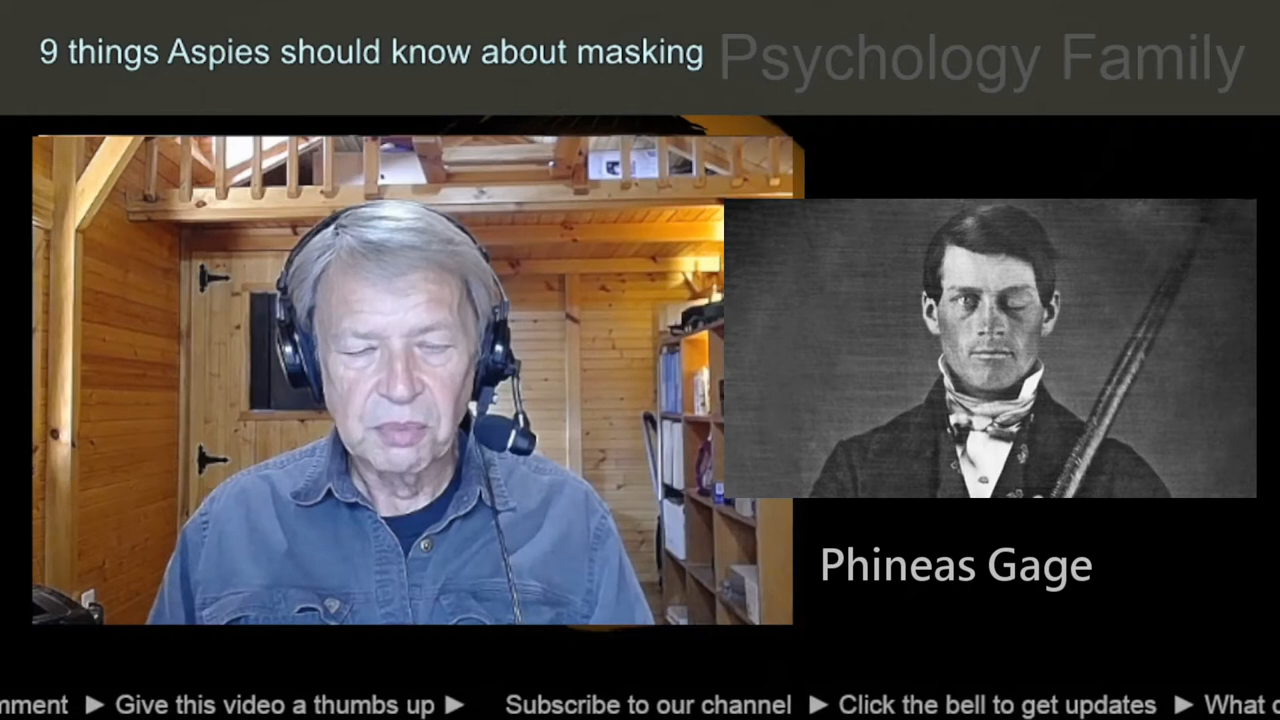 9 things Aspies should know about masking
Psychology Family
Phineas Gage
▶ Give this video a thumbs up ▶ Subscribe to our channel ▶ Click the bell to get updates ▶ What